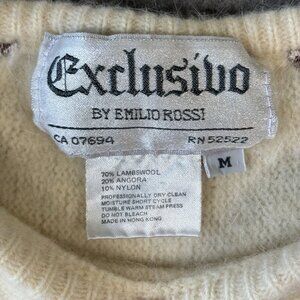 Exclusivo
BY EMILIO ROSSI
CA 07694 RN 52522
M
70% LAMBSWOOL
20% ANGORA
10% NYLON
PROFESSIONALLY DRY CLEAN
MOISTURE SHORT CYCLE
TUMBLE WARM STEAM PRESS
DO NOT BLEACH
MADE IN HONG KONG